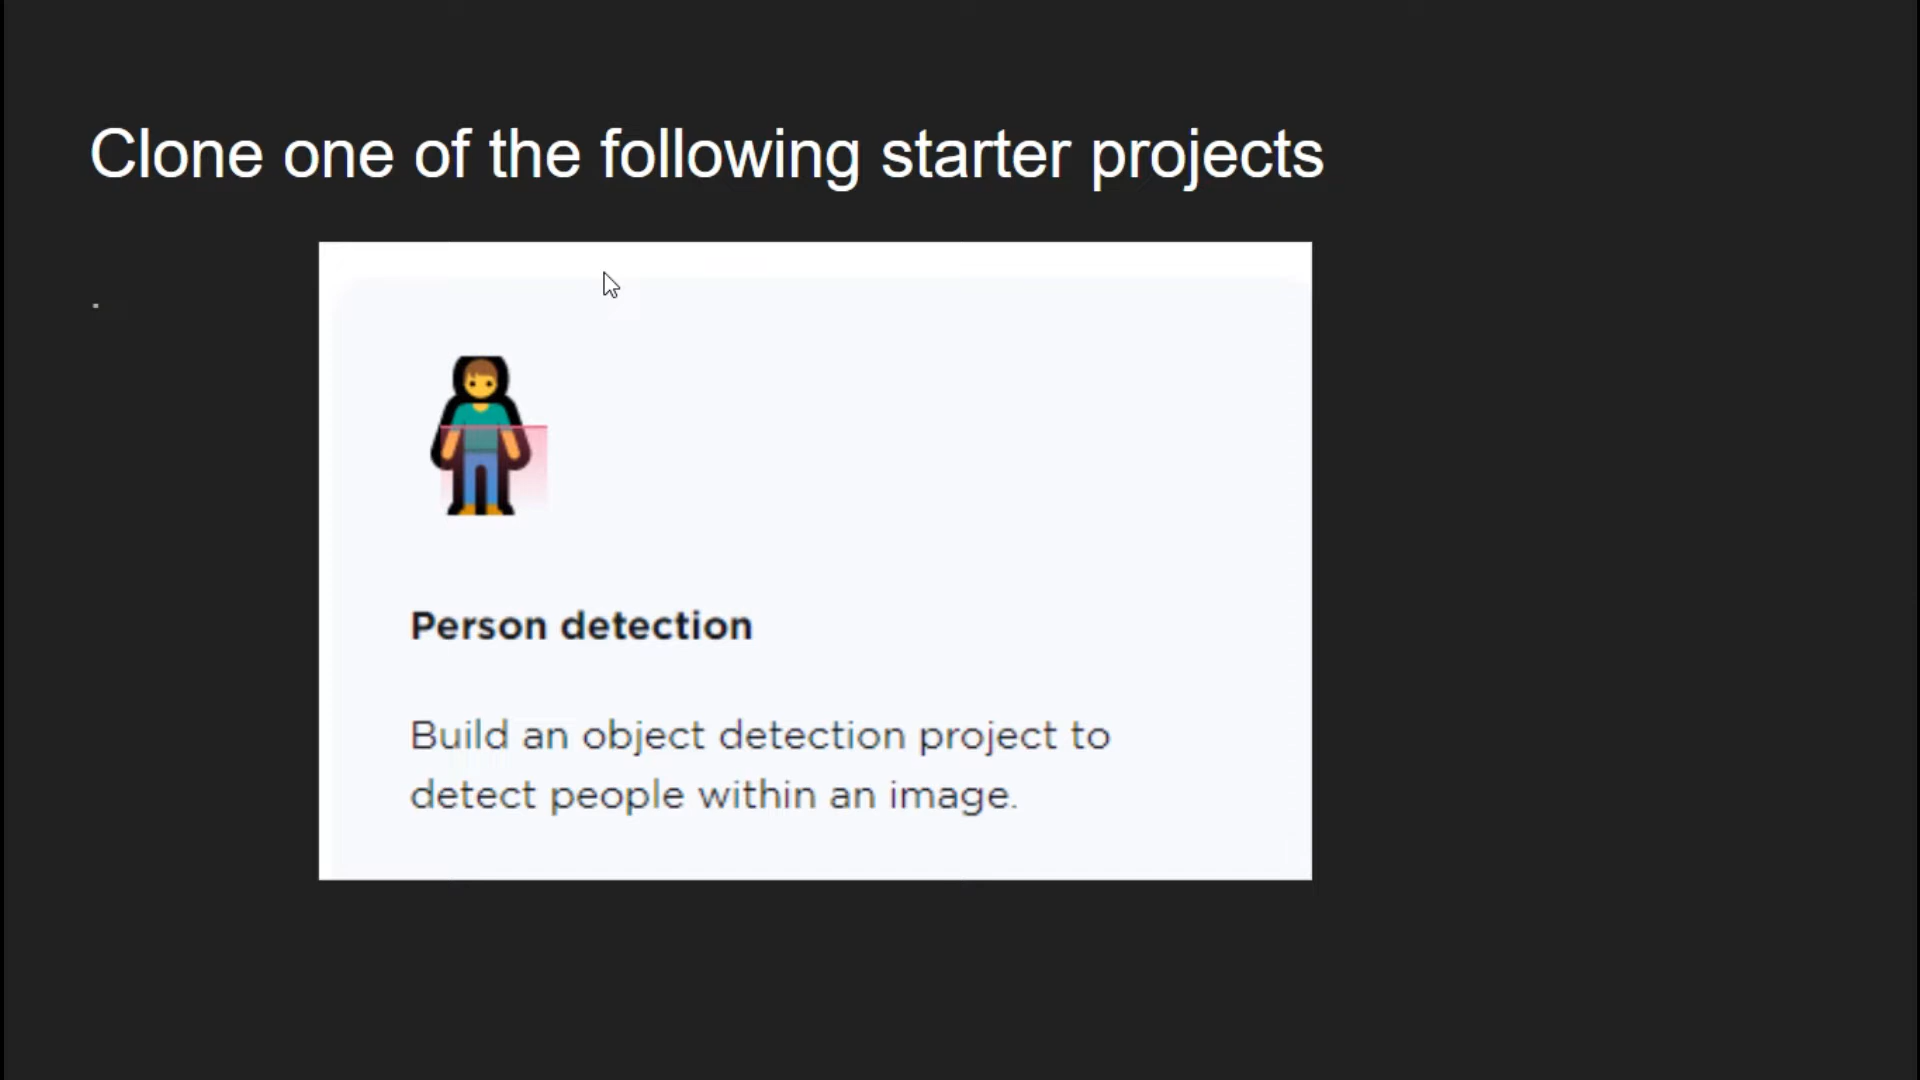 Clone one of the following starter projects
Person detection
Build an object detection project to
detect people within an image.